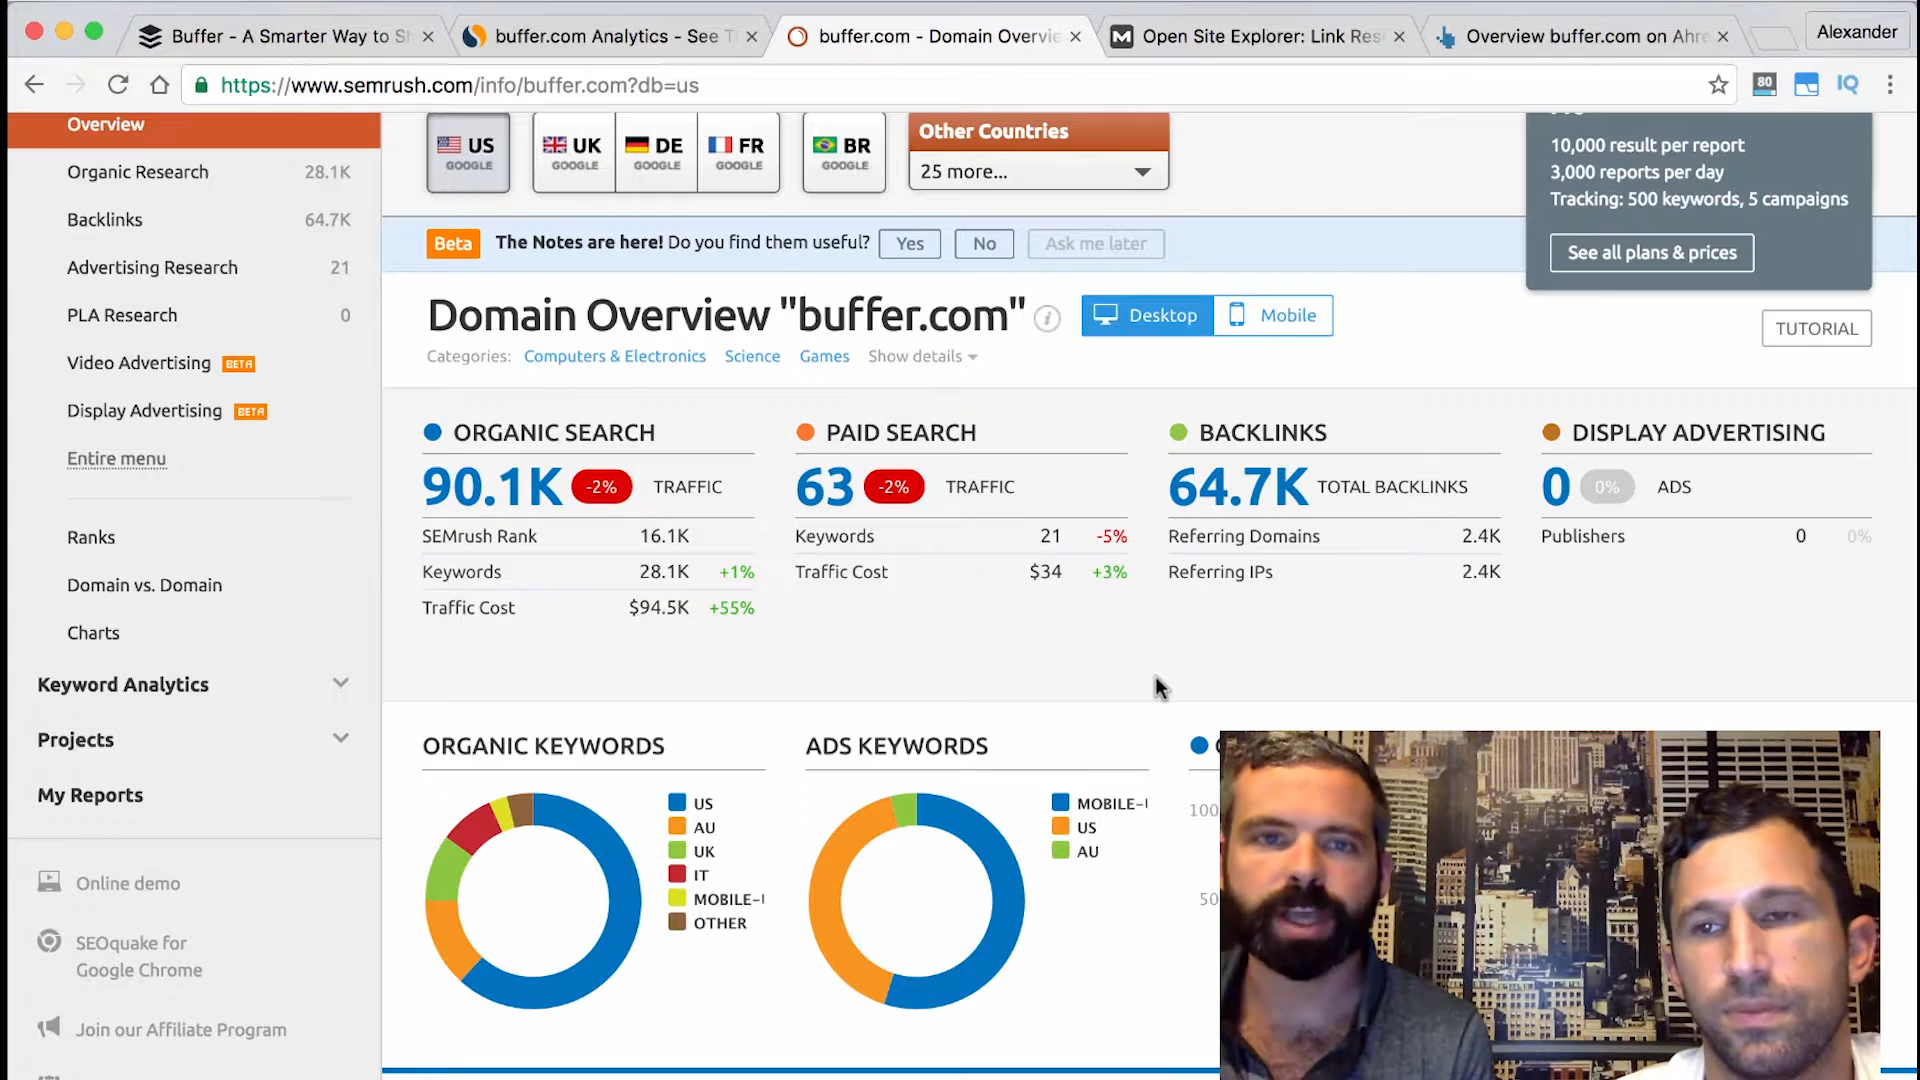 Buffer - A Smarter Way to S
buffer.com Analytics - See T
buffer.com - Domain Overvie
Open Site Explorer: Link Res
Overview buffer.com on Ahre
Alexander
https://www.semrush.com/info/buffer.com?db=us
80
IQ
Overview
Organic Research 28.1K
Backlinks 64.7K
Advertising Research 21
PLA Research 0
Video Advertising BETA
Display Advertising BETA
Entire menu
Ranks
Domain vs. Domain
Charts
Keyword Analytics
Projects
My Reports
Online demo
SEOquake for
Google Chrome
Join our Affiliate Program
US
GOOGLE
UK
GOOGLE
DE
GOOGLE
FR
GOOGLE
BR
GOOGLE
Other Countries
25 more...
10,000 result per report
3,000 reports per day
Tracking: 500 keywords, 5 campaigns
See all plans & prices
Beta The Notes are here! Do you find them useful? Yes No Ask me later
Domain Overview "buffer.com" i Desktop Mobile
TUTORIAL
Categories: Computers & Electronics Science Games Show details
ORGANIC SEARCH
90.1K -2% TRAFFIC
SEMrush Rank 16.1K
Keywords 28.1K +1%
Traffic Cost $94.5K +55%
PAID SEARCH
63 -2% TRAFFIC
Keywords 21 -5%
Traffic Cost $34 +3%
BACKLINKS
64.7K TOTAL BACKLINKS
Referring Domains 2.4K
Referring IPs 2.4K
DISPLAY ADVERTISING
0 0% ADS
Publishers 0 0%
ORGANIC KEYWORDS
US
AU
UK
IT
MOBILE-
OTHER
ADS KEYWORDS
MOBILE-
US
AU
100
50